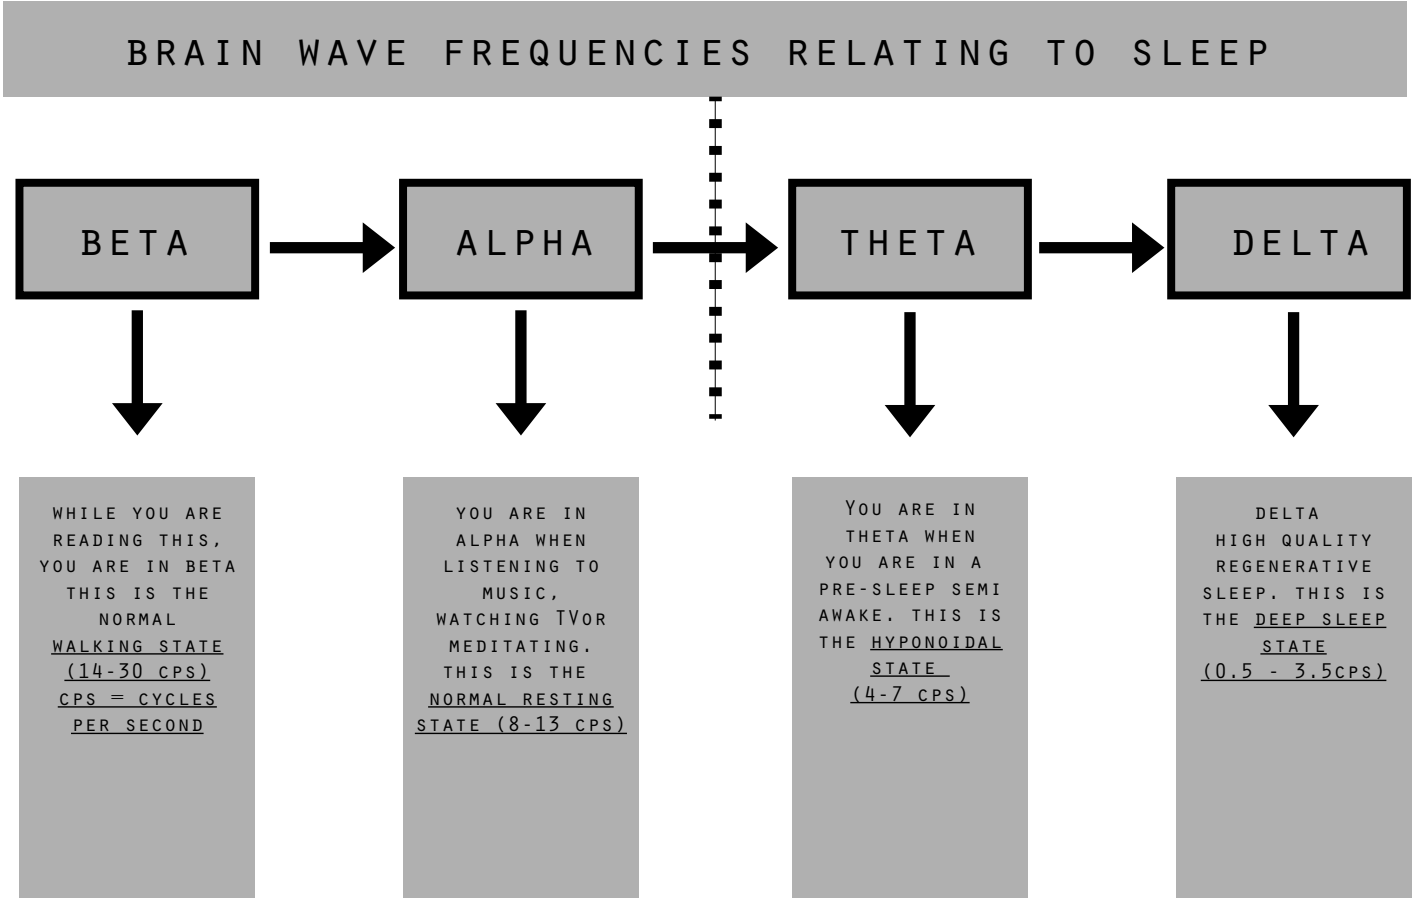 BRAIN WAVE FREQUENCIES RELATING TO SLEEP
BETA
ALPHA
THETA
DELTA
WHILE YOU ARE
READING THIS,
YOU ARE IN BETA
THIS IS THE
NORMAL
WALKING STATE
(14-30 CPS)
CPS = CYCLES
PER SECOND
YOU ARE IN
ALPHA WHEN
LISTENING TO
MUSIC,
WATCHING TVOR
MEDITATING.
THIS IS THE
NORMAL RESTING
STATE (8-13 CPS)
YOU ARE IN
THETA WHEN
YOU ARE IN A
PRE-SLEEP SEMI
AWAKE. THIS IS
THE HYPONOIDAL
STATE
(4-7 CPS)
DELTA
HIGH QUALITY
REGENERATIVE
SLEEP. THIS IS
THE DEEP SLEEP
STATE
(0.5 - 3.5CPS)